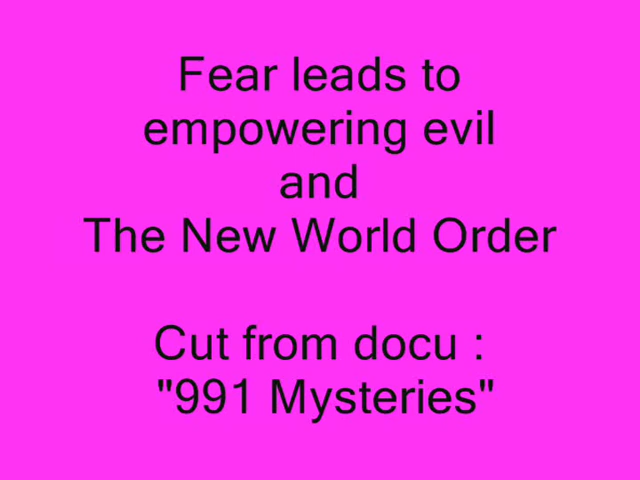 Fear leads to
empowering evil
and
The New World Order
Cut from docu :
"991 Mysteries"